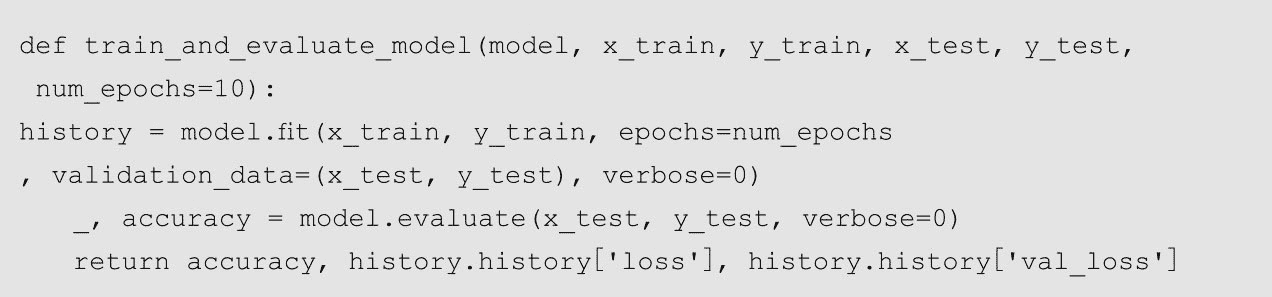 def train_and_evaluate_model(model, x_train, y_train, x_test, y_test,
 num_epochs=10):
history = model.fit(x_train, y_train, epochs=num_epochs
, validation_data=(x_test, y_test), verbose=0)
    _, accuracy = model.evaluate(x_test, y_test, verbose=0)
    return accuracy, history.history['loss'], history.history['val_loss']